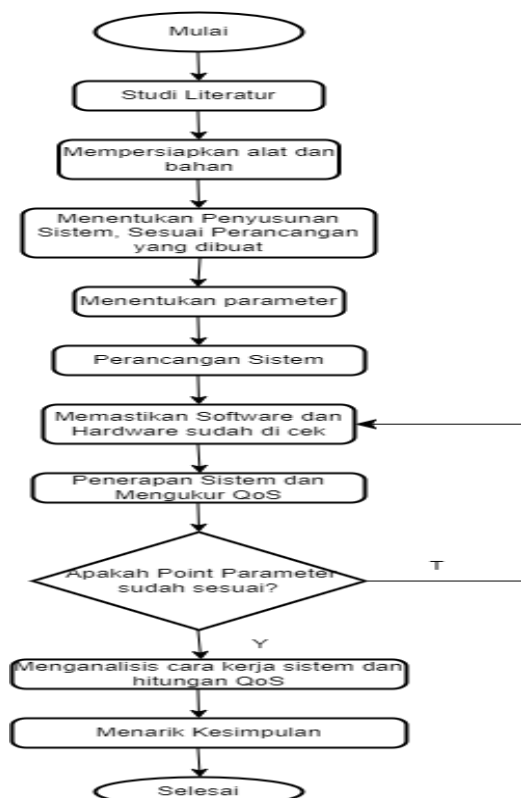 Mulai
Studi Literatur
Mempersiapkan alat dan
bahan
Menentukan Penyusunan
Sistem, Sesuai Perancangan
yang dibuat
Menentukan parameter
Perancangan Sistem
Memastikan Software dan
Hardware sudah di cek
Penerapan Sistem dan
Mengukur QoS
Apakah Point Parameter
sudah sesuai?
T
Y
Menganalisis cara kerja sistem dan
hitungan QoS
Menarik Kesimpulan
Selesai